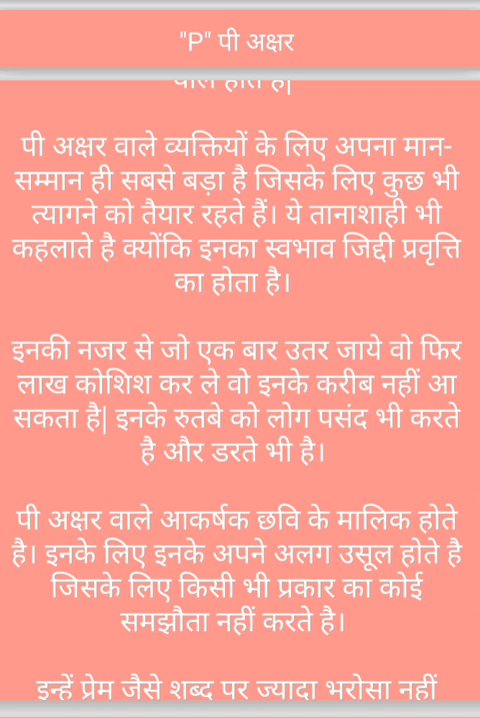 "P" पी अक्षर
वाले होते है|
पी अक्षर वाले व्यक्तियों के लिए अपना मान-
सम्मान ही सबसे बड़ा है जिसके लिए कुछ भी
त्यागने को तैयार रहते हैं। ये तानाशाही भी
कहलाते है क्योंकि इनका स्वभाव जिद्दी प्रवृत्ति
का होता है।
इनकी नजर से जो एक बार उतर जाये वो फिर
लाख कोशिश कर ले वो इनके करीब नहीं आ
सकता है| इनके रुतबे को लोग पसंद भी करते
है और डरते भी है।
पी अक्षर वाले आकर्षक छवि के मालिक होते
है। इनके लिए इनके अपने अलग उसूल होते है
जिसके लिए किसी भी प्रकार का कोई
समझौता नहीं करते है।
इन्हें प्रेम जैसे शब्द पर ज्यादा भरोसा नहीं